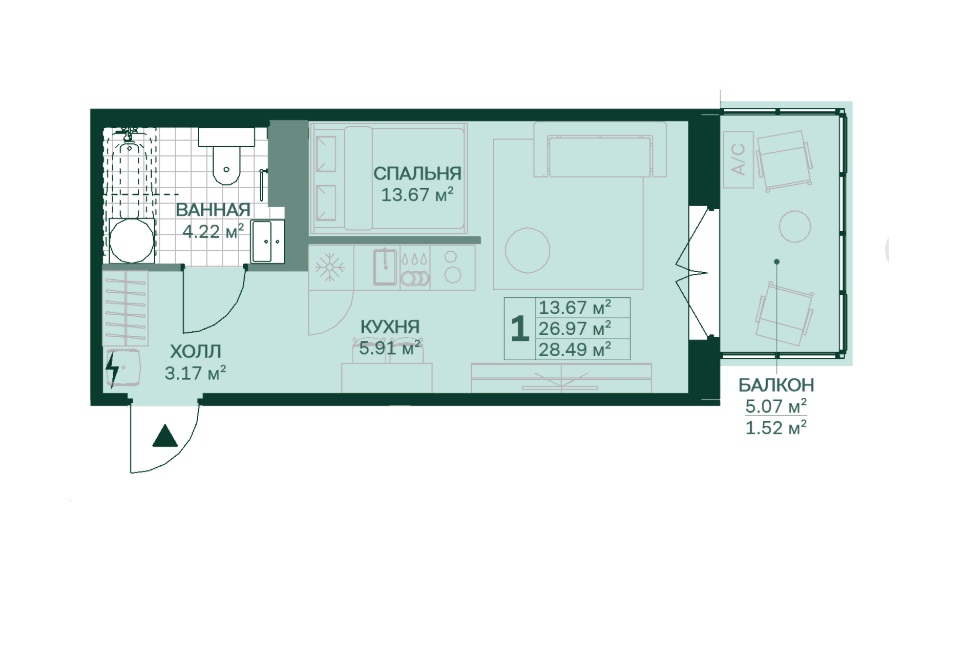 СПАЛЬНЯ
13.67 м²
A/C
ВАННАЯ
4.22 м²
1
13.67 м²
26.97 м²
28.49 м²
КУХНЯ
5.91 м²
ХОЛЛ
3.17 м²
БАЛКОН
5.07 м²
1.52 м²